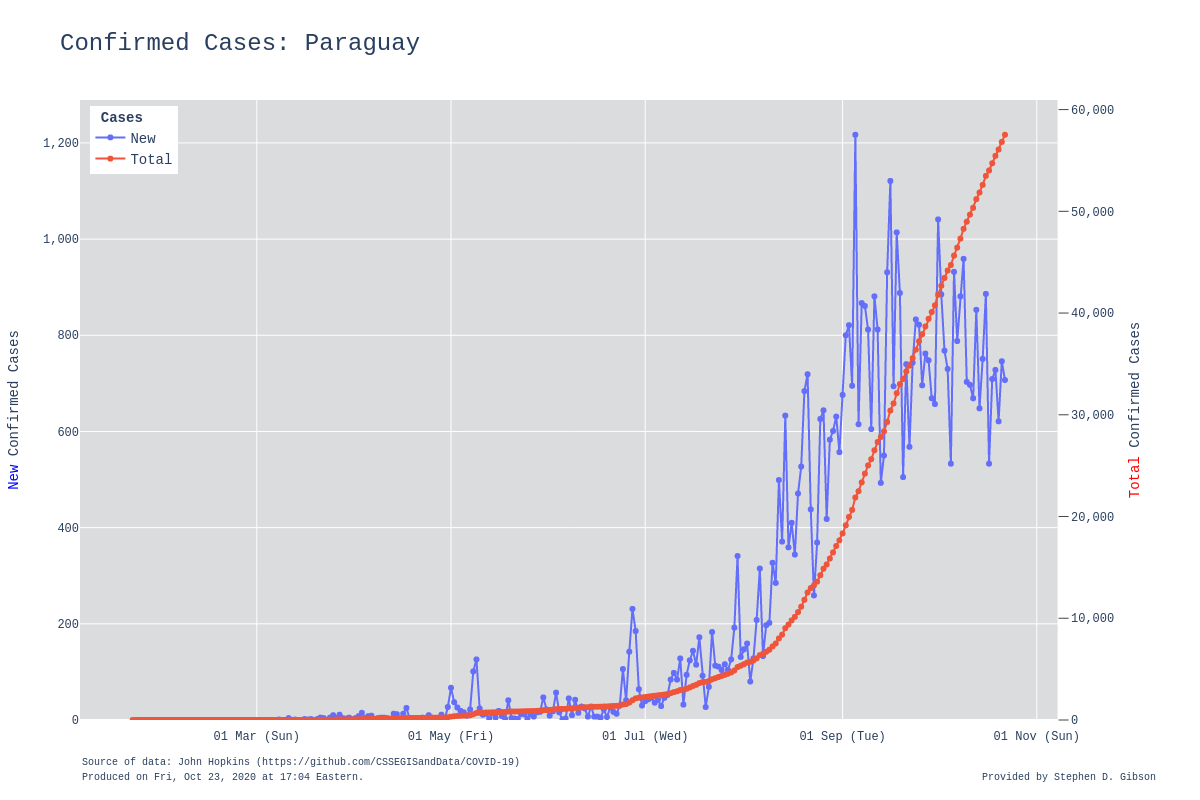 Confirmed Cases: Paraguay
Cases
New
Total
1,200
1,000
800
600
400
200
0
60,000
50,000
40,000
30,000
20,000
10,000
0
New Confirmed Cases
Total Confirmed Cases
01 Mar (Sun)
01 May (Fri)
01 Jul (Wed)
01 Sep (Tue)
01 Nov (Sun)
Source of data: John Hopkins (https://github.com/CSSEGISandData/COVID-19)
Produced on Fri, Oct 23, 2020 at 17:04 Eastern.
Provided by Stephen D. Gibson